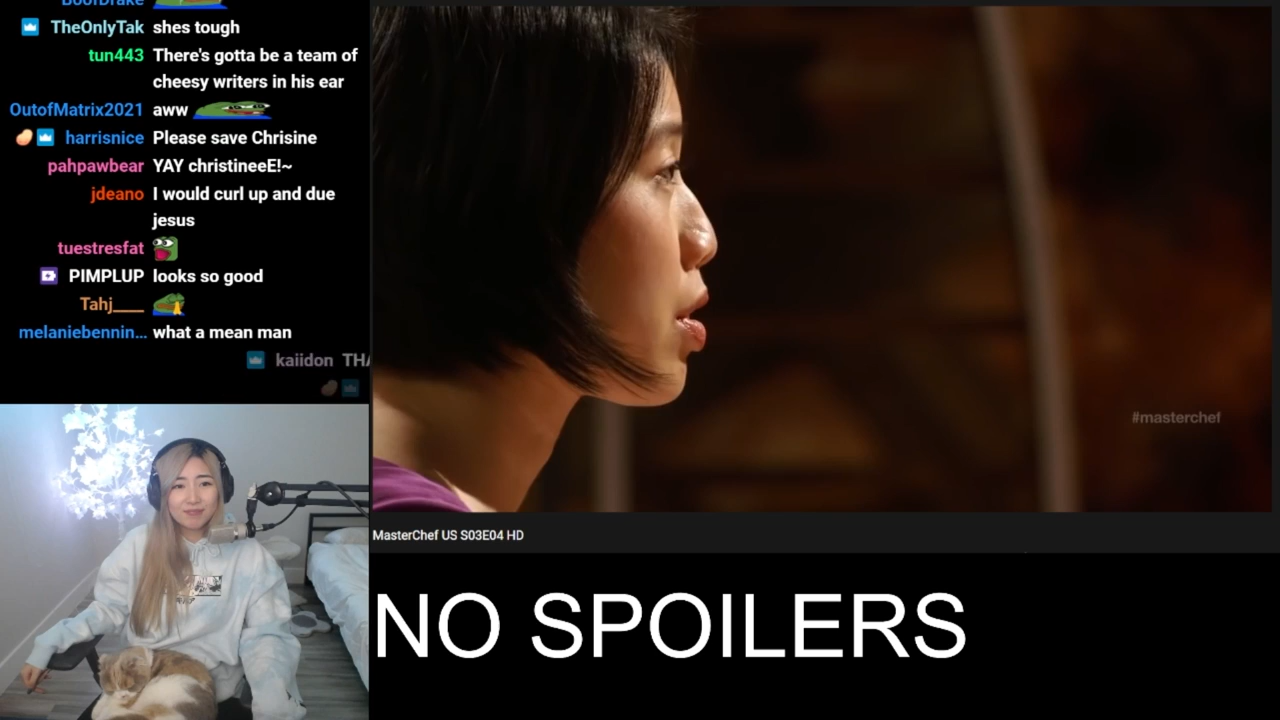 BoofDrake
TheOnlyTak shes tough
tun443 There's gotta be a team of
cheesy writers in his ear
OutofMatrix2021 aww
harrisnice Please save Chrisine
pahpawbear YAY christineeE!~
jdeano I would curl up and due
jesus
tuestresfat
PIMPLUP looks so good
Tahj____
melaniebennin... what a mean man
kaiidon THA
#masterchef
MasterChef US S03E04 HD
NO SPOILERS